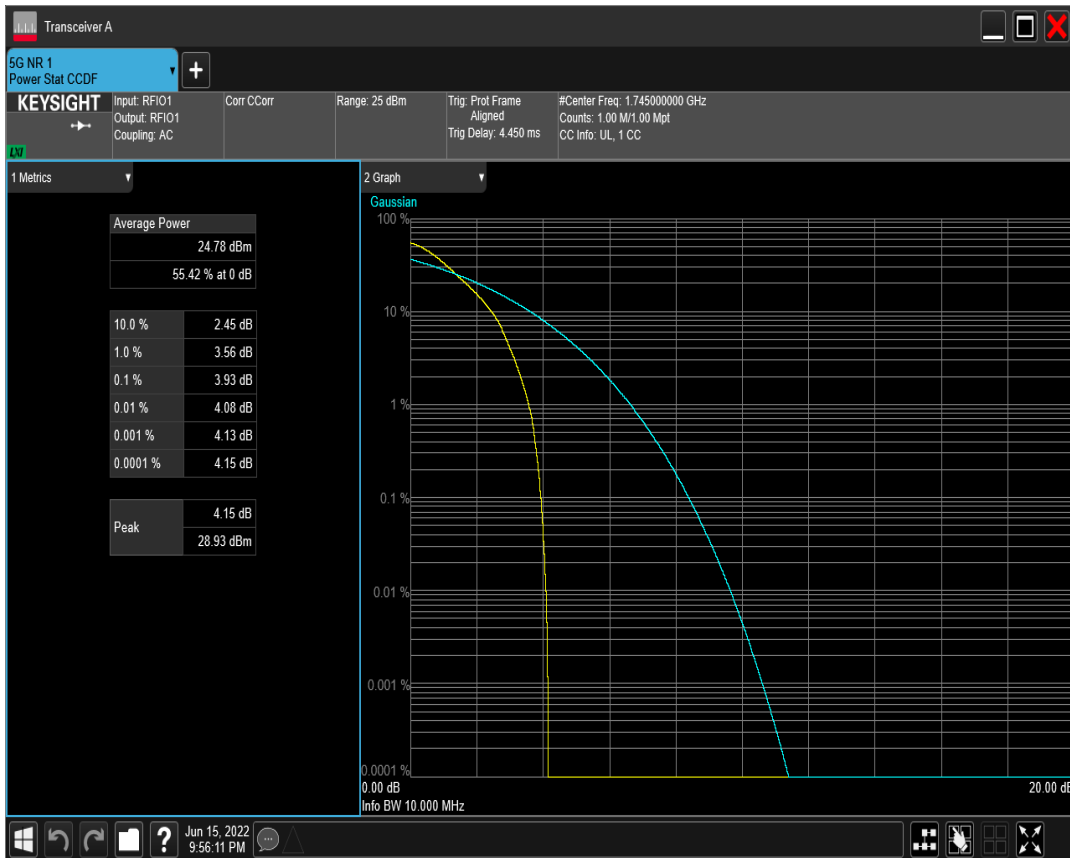 Transceiver A
5G NR 1
Power Stat CCDF
KEYSIGHT
LXI
Input: RFIO1
Output: RFIO1
Coupling: AC
Corr CCorr
Range: 25 dBm
Trig: Prot Frame
Aligned
Trig Delay: 4.450 ms
#Center Freq: 1.745000000 GHz
Counts: 1.00 M/1.00 Mpt
CC Info: UL, 1 CC
1 Metrics
Average Power
24.78 dBm
55.42 % at 0 dB
10.0 % 2.45 dB
1.0 % 3.56 dB
0.1 % 3.93 dB
0.01 % 4.08 dB
0.001 % 4.13 dB
0.0001 % 4.15 dB
Peak
4.15 dB
28.93 dBm
2 Graph
Gaussian
100 %
10 %
1 %
0.1 %
0.01 %
0.001 %
0.0001 %
0.00 dB 20.00 dB
Info BW 10.000 MHz
Jun 15, 2022
9:56:11 PM